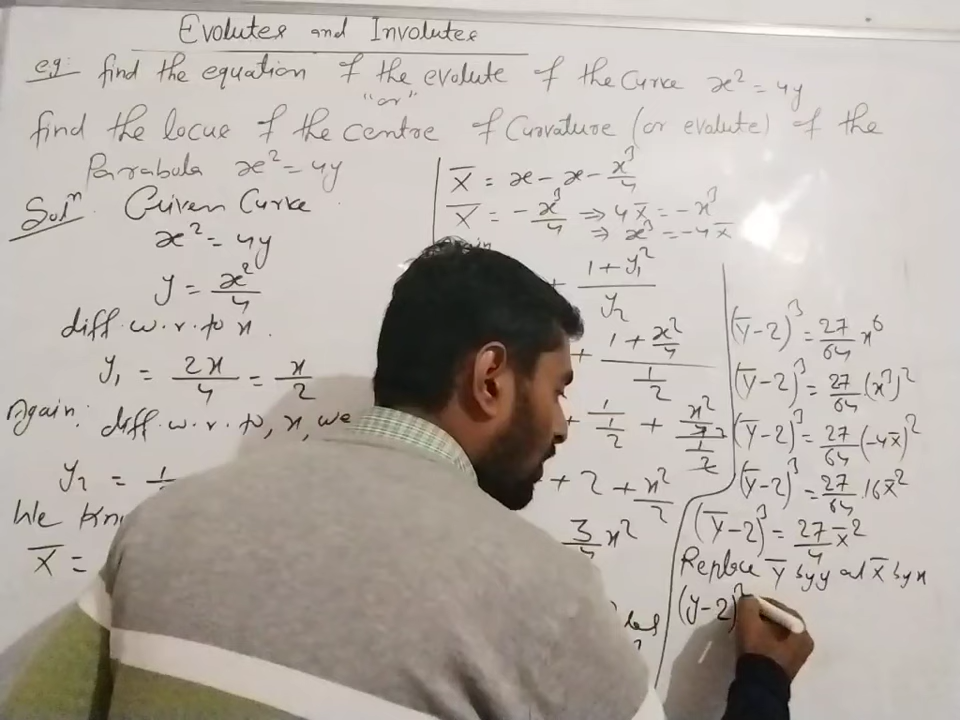 Evolutes and Involutes
eg: find the equation of the evolute of the Curve x² = 4y
"or"
find the locus of the centre of Curvature (or evalute) of the
Parabula x² = 4y
Solⁿ. Given Curve
x² = 4y
y = x²/4
diff. w. r. to x.
y₁ = 2x/4 = x/2
Again: diff. w. r. to, x, we
y₂ = 1/
We Kn
X̅ =
X̅ = x - x - x³/4
X̅ = - x³/4 ⇒ 4X̅ = -x³
⇒ x³ = -4X̅
+ (1 + y₁²)/y₂
+ (1 + x²/4)/(1/2)
+ 1/(1/2) +
+ 2 + x²/2
3/4 x²
(Y̅-2)³ = 27/64 x⁶
(Y̅-2)³ = 27/64 (x³)²
(Y̅-2)³ = 27/64 (-4X̅)²
(Y̅-2)³ = 27/64 . 16X̅²
(Y̅-2)³ = 27/4 X̅²
Replace Y̅ by y and X̅ by x
(y-2)³